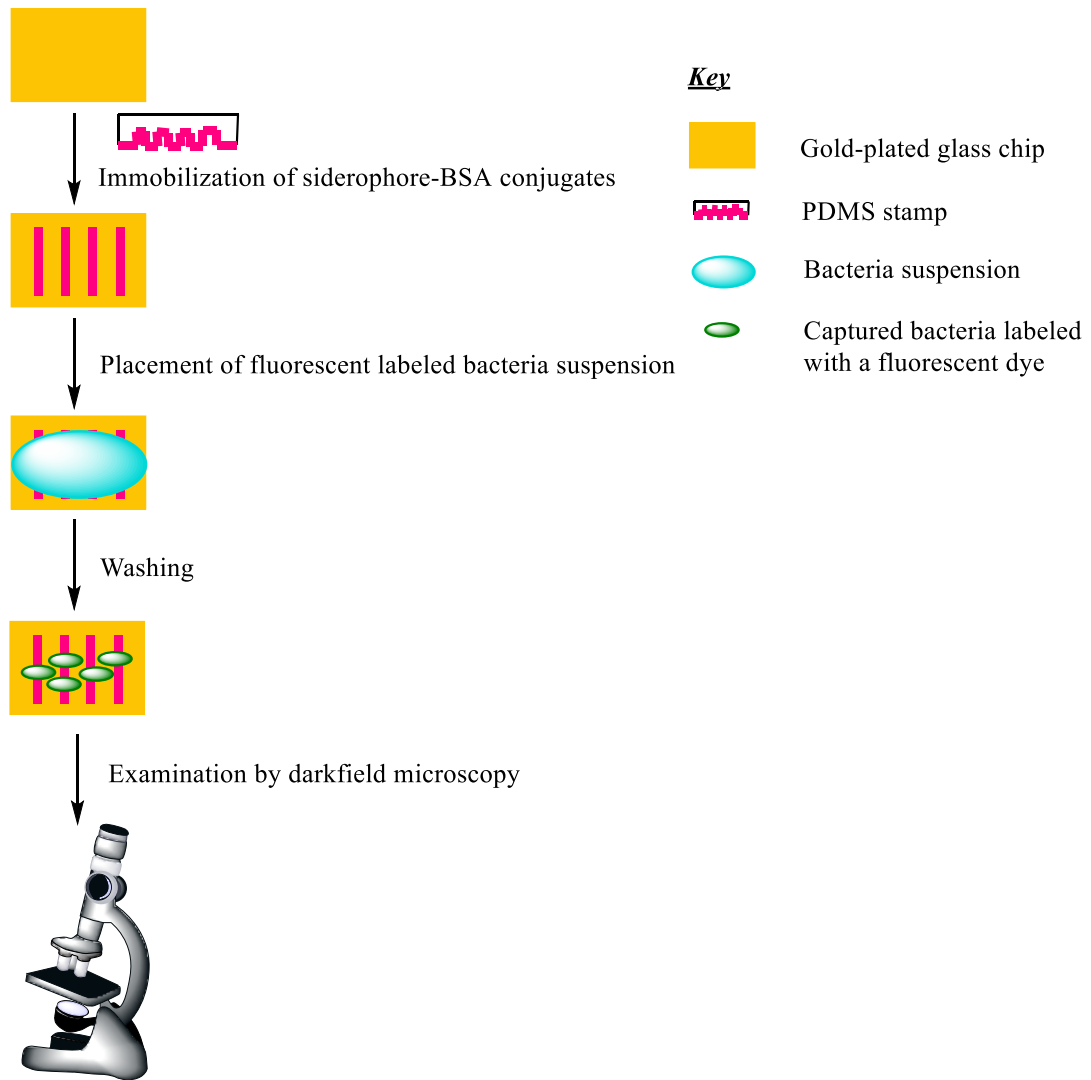 Key
Gold-plated glass chip
PDMS stamp
Bacteria suspension
Captured bacteria labeled
with a fluorescent dye
Immobilization of siderophore-BSA conjugates
Placement of fluorescent labeled bacteria suspension
Washing
Examination by darkfield microscopy